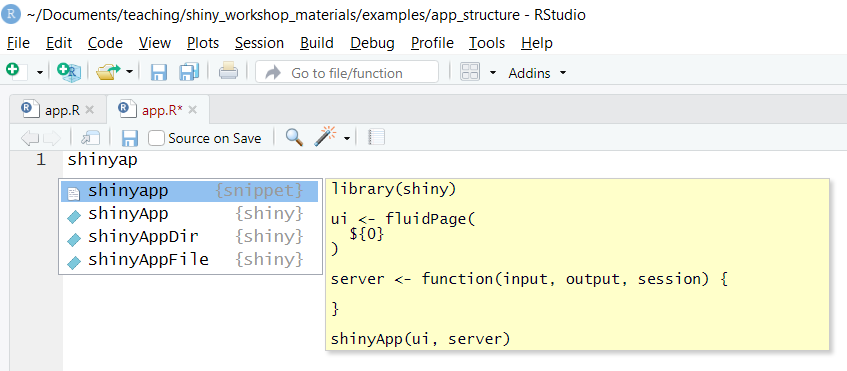 R ~/Documents/teaching/shiny_workshop_materials/examples/app_structure - RStudio
File Edit Code View Plots Session Build Debug Profile Tools Help
Go to file/function Addins
R app.R R app.R*
Source on Save
1 shinyap
shinyapp {snippet}
shinyApp {shiny}
shinyAppDir {shiny}
shinyAppFile {shiny}
library(shiny)
ui <- fluidPage(
  ${0}
)
server <- function(input, output, session) {
}
shinyApp(ui, server)